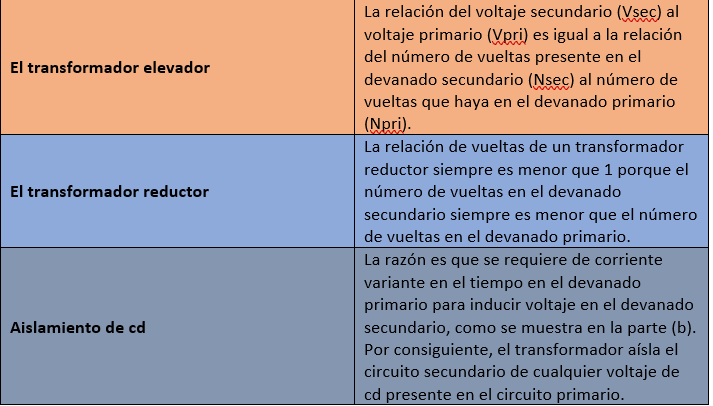 El transformador elevador
La relación del voltaje secundario (Vsec) al
voltaje primario (Vpri) es igual a la relación
del número de vueltas presente en el
devanado secundario (Nsec) al número de
vueltas que haya en el devanado primario
(Npri).
El transformador reductor
La relación de vueltas de un transformador
reductor siempre es menor que 1 porque el
número de vueltas en el devanado
secundario siempre es menor que el número
de vueltas en el devanado primario.
Aislamiento de cd
La razón es que se requiere de corriente
variante en el tiempo en el devanado
primario para inducir voltaje en el devanado
secundario, como se muestra en la parte (b).
Por consiguiente, el transformador aísla el
circuito secundario de cualquier voltaje de
cd presente en el circuito primario.